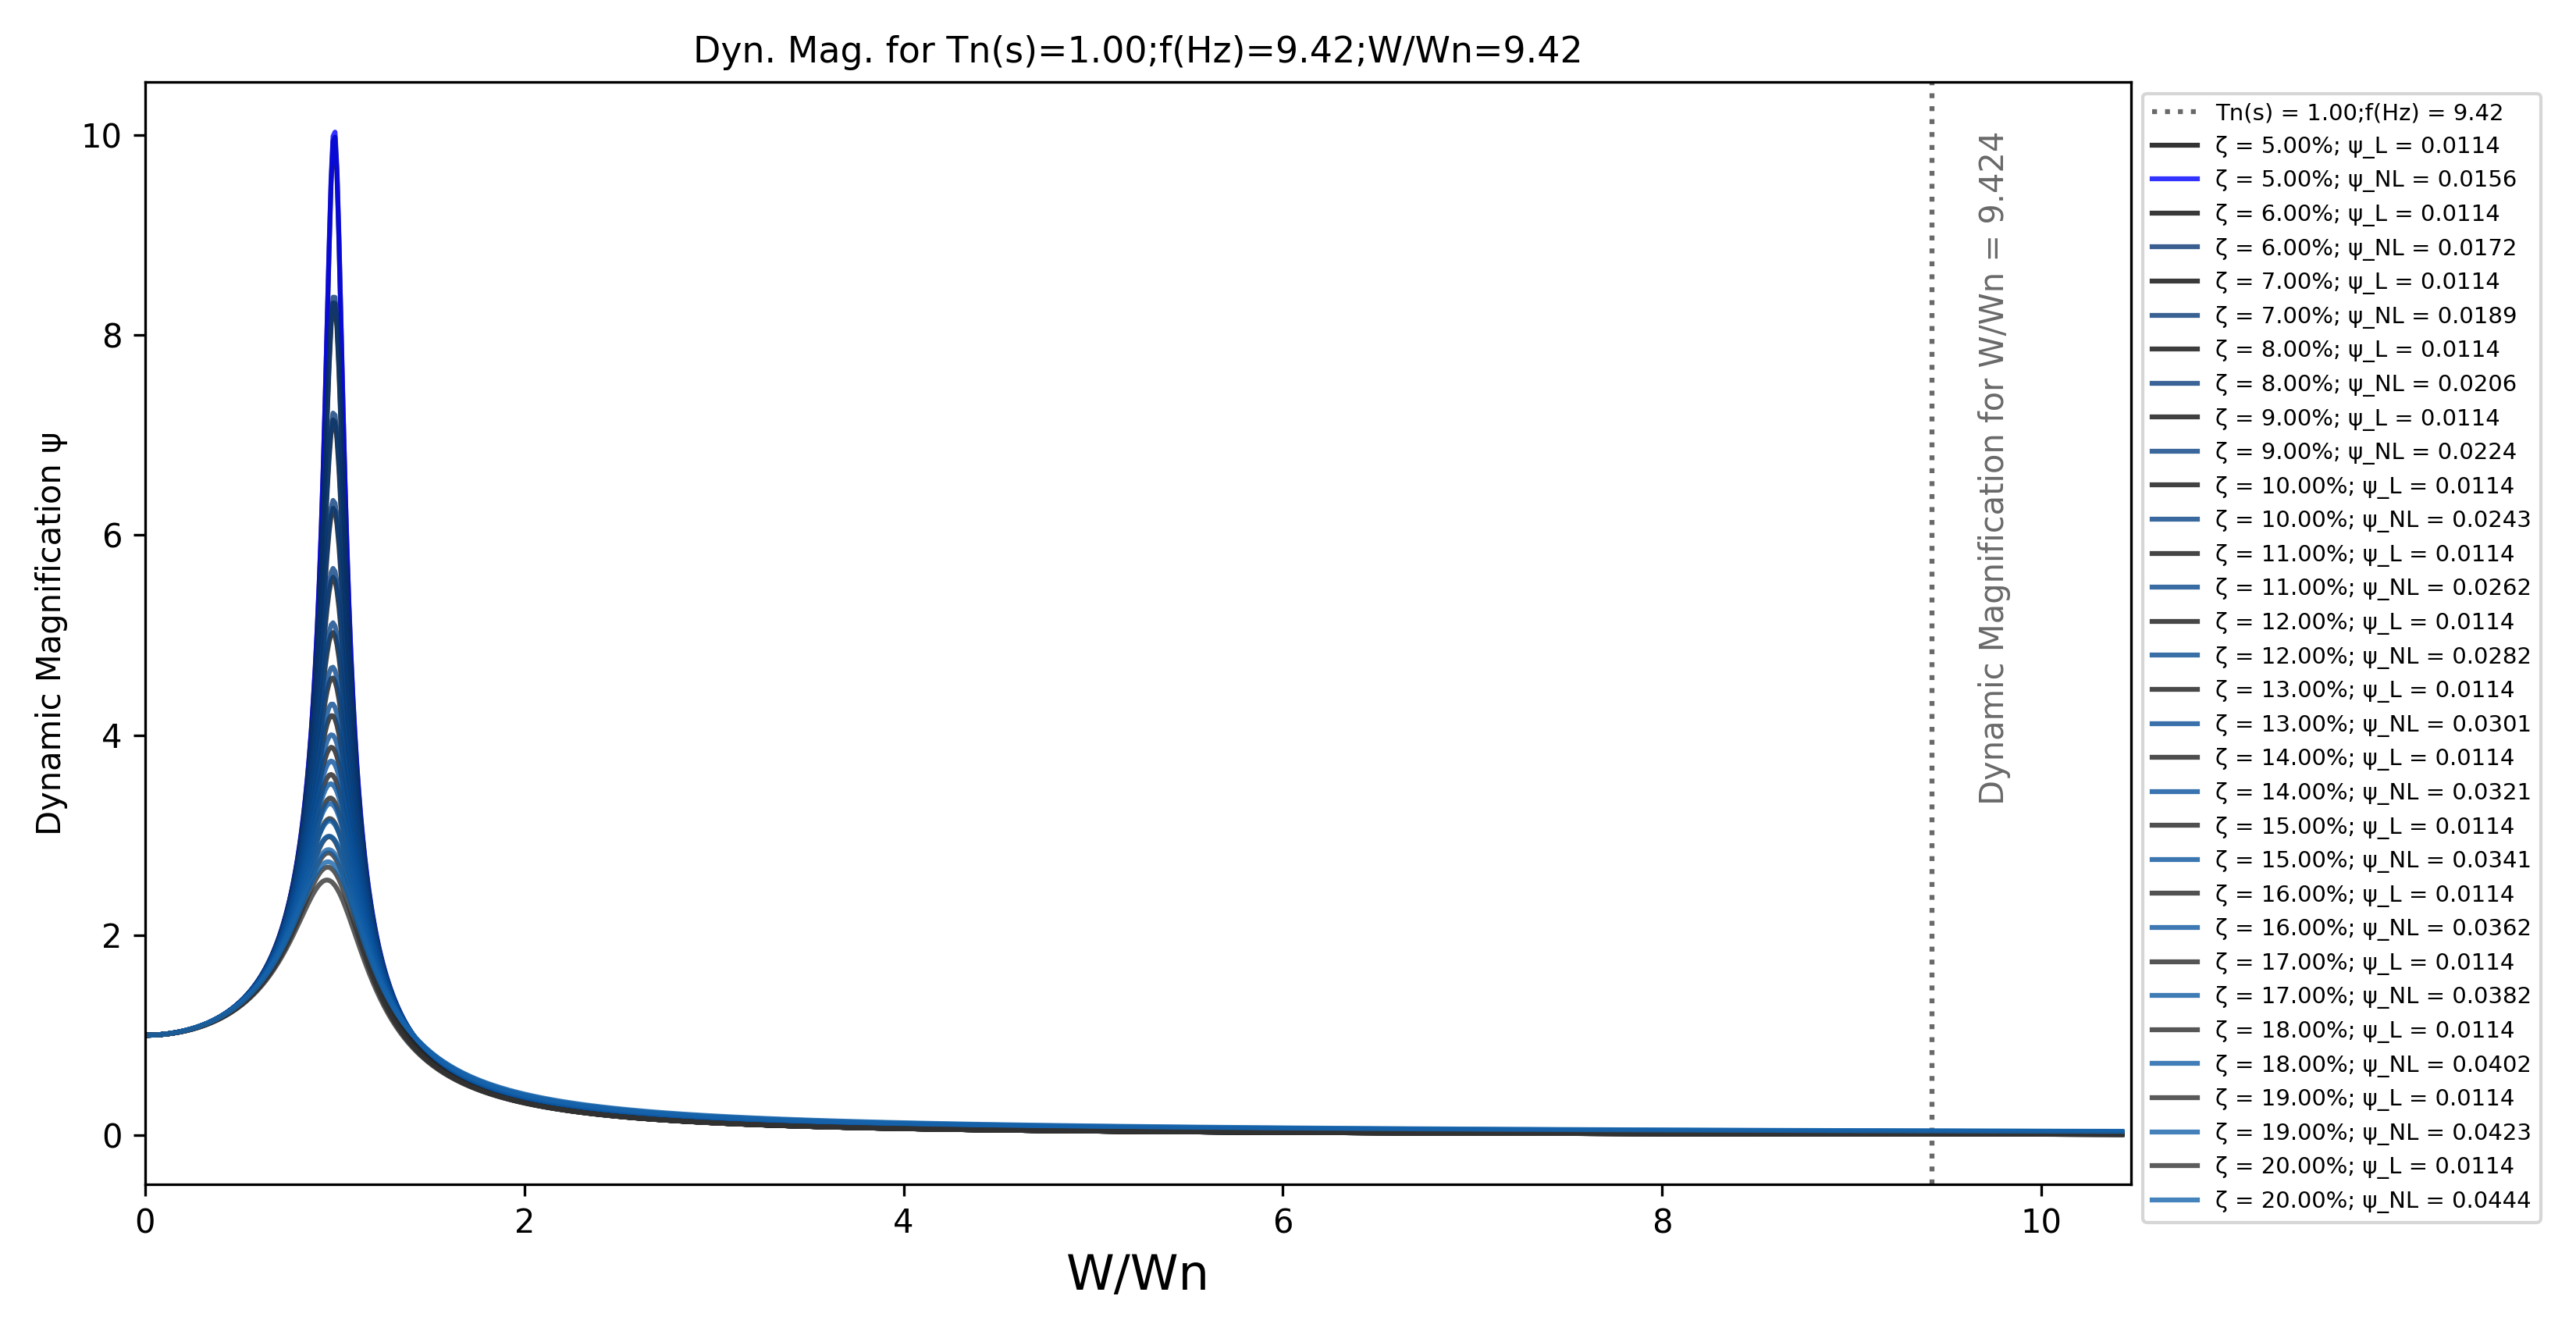 Dyn. Mag. for Tn(s)=1.00;f(Hz)=9.42;W/Wn=9.42
Dynamic Magnification ψ
10
8
6
4
2
0
0
2
4
6
8
10
W/Wn
Dynamic Magnification for W/Wn = 9.424
Tn(s) = 1.00;f(Hz) = 9.42
ζ = 5.00%; ψ_L = 0.0114
ζ = 5.00%; ψ_NL = 0.0156
ζ = 6.00%; ψ_L = 0.0114
ζ = 6.00%; ψ_NL = 0.0172
ζ = 7.00%; ψ_L = 0.0114
ζ = 7.00%; ψ_NL = 0.0189
ζ = 8.00%; ψ_L = 0.0114
ζ = 8.00%; ψ_NL = 0.0206
ζ = 9.00%; ψ_L = 0.0114
ζ = 9.00%; ψ_NL = 0.0224
ζ = 10.00%; ψ_L = 0.0114
ζ = 10.00%; ψ_NL = 0.0243
ζ = 11.00%; ψ_L = 0.0114
ζ = 11.00%; ψ_NL = 0.0262
ζ = 12.00%; ψ_L = 0.0114
ζ = 12.00%; ψ_NL = 0.0282
ζ = 13.00%; ψ_L = 0.0114
ζ = 13.00%; ψ_NL = 0.0301
ζ = 14.00%; ψ_L = 0.0114
ζ = 14.00%; ψ_NL = 0.0321
ζ = 15.00%; ψ_L = 0.0114
ζ = 15.00%; ψ_NL = 0.0341
ζ = 16.00%; ψ_L = 0.0114
ζ = 16.00%; ψ_NL = 0.0362
ζ = 17.00%; ψ_L = 0.0114
ζ = 17.00%; ψ_NL = 0.0382
ζ = 18.00%; ψ_L = 0.0114
ζ = 18.00%; ψ_NL = 0.0402
ζ = 19.00%; ψ_L = 0.0114
ζ = 19.00%; ψ_NL = 0.0423
ζ = 20.00%; ψ_L = 0.0114
ζ = 20.00%; ψ_NL = 0.0444